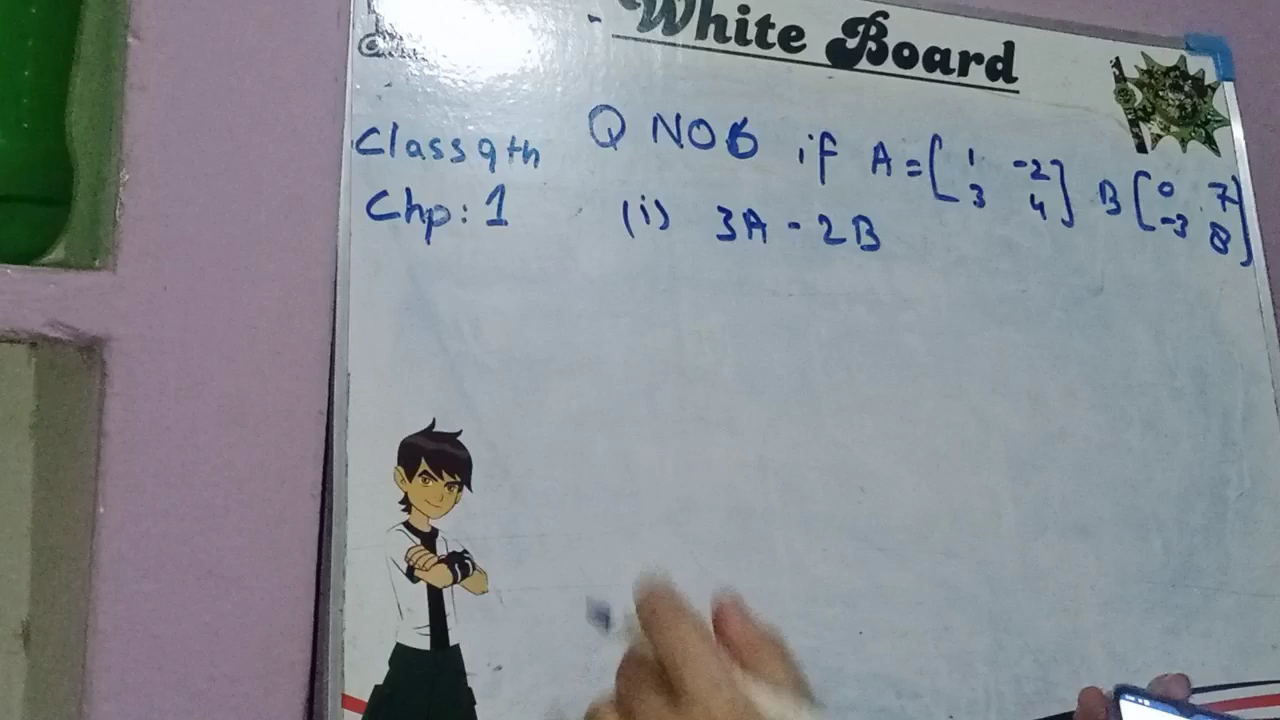 - White Board
Class 9th
Chp: 1
Q NO6 if A = [ 1 -2 B [ 0 7
3 4 ] -3 8 ]
(i) 3A - 2B